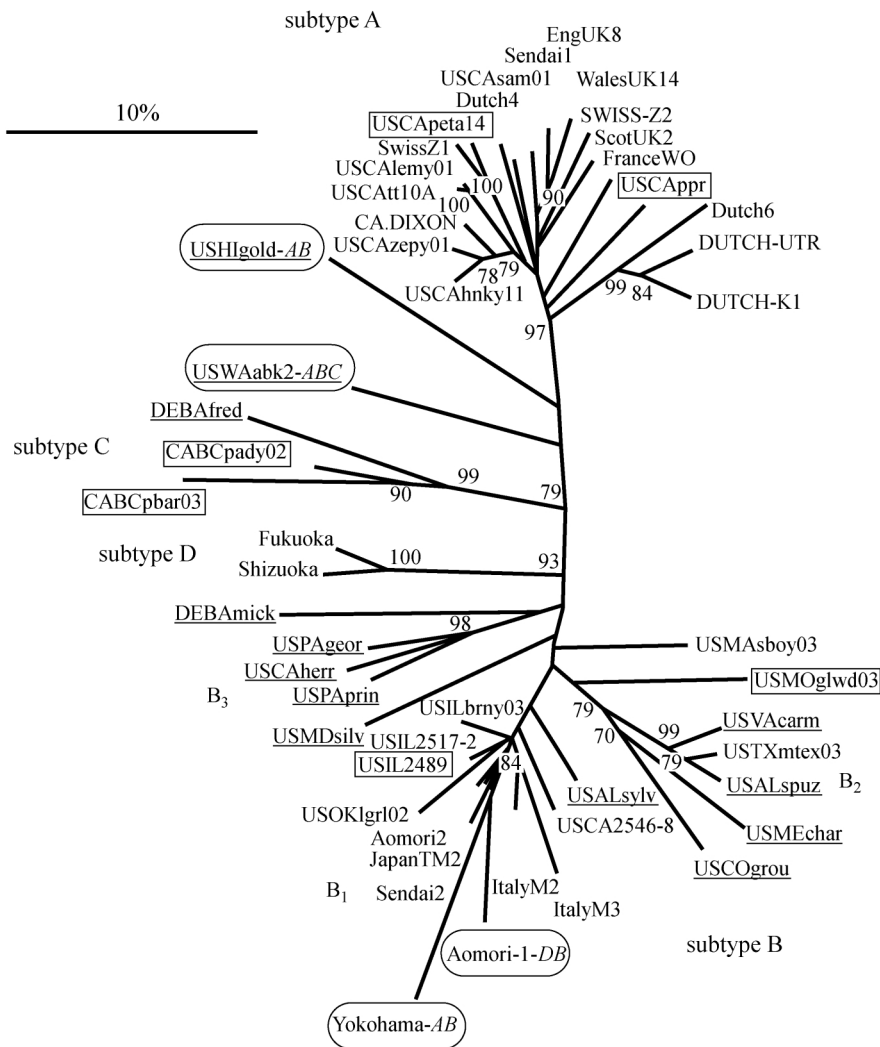 subtype A
EngUK8
Sendai1
USCAsam01
WalesUK14
Dutch4
10%
USCApeta14
SWISS-Z2
ScotUK2
SwissZ1
FranceWO
USCAlemy01
100
USCAppr
USCAtt10A
90
100
Dutch6
CA.DIXON
USHIgold-AB
USCAzepy01
DUTCH-UTR
78
79
99
84
USCAhnky11
DUTCH-K1
97
USWAabk2-ABC
DEBAfred
subtype C
CABCpady02
99
90
79
CABCpbar03
Fukuoka
subtype D
100
93
Shizuoka
DEBAmick
98
USPAgeor
USMAsboy03
USCAherr
USMOglwd03
B3
USPAprin
USILbrny03
79
99
USVAcarm
USMDsilv
USIL2517-2
70
USTXmtex03
USIL2489
84
79
USALspuz
B2
USALsylv
USOKlgrl02
USCA2546-8
USMEchar
Aomori2
JapanTM2
USCOgrou
B1
Sendai2
ItalyM2
ItalyM3
Aomori-1-DB
subtype B
Yokohama-AB